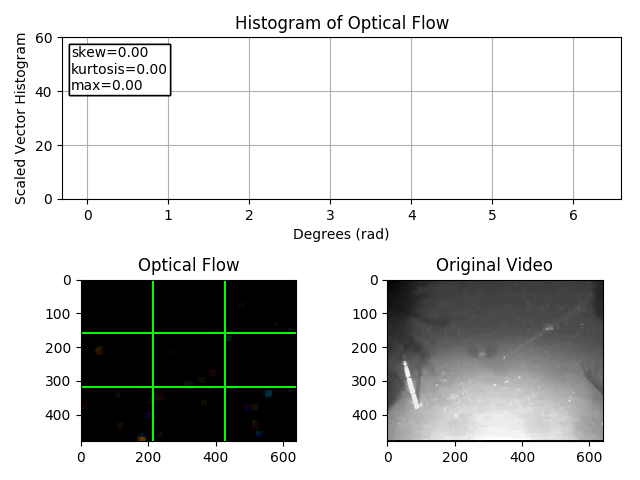 Histogram of Optical Flow
Scaled Vector Histogram
60
40
20
0
skew=0.00
kurtosis=0.00
max=0.00
0 1 2 3 4 5 6
Degrees (rad)
Optical Flow
0
100
200
300
400
0 200 400 600
Original Video
0
100
200
300
400
0 200 400 600